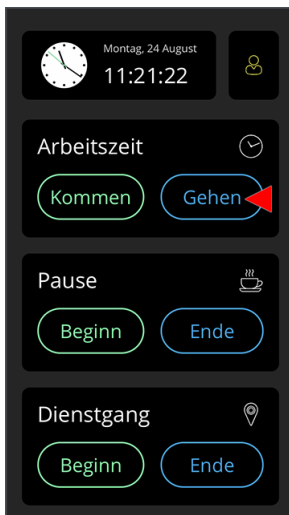 Montag, 24 August
11:21:22
Arbeitszeit
Kommen Gehen
Pause
Beginn Ende
Dienstgang
Beginn Ende